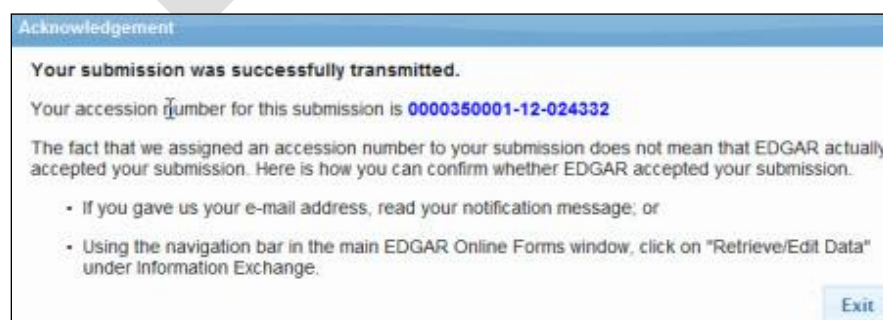 Acknowledgement
Your submission was successfully transmitted.
Your accession number for this submission is 0000350001-12-024332
The fact that we assigned an accession number to your submission does not mean that EDGAR actually
accepted your submission. Here is how you can confirm whether EDGAR accepted your submission.
• If you gave us your e-mail address, read your notification message; or
• Using the navigation bar in the main EDGAR Online Forms window, click on "Retrieve/Edit Data"
under Information Exchange.
Exit